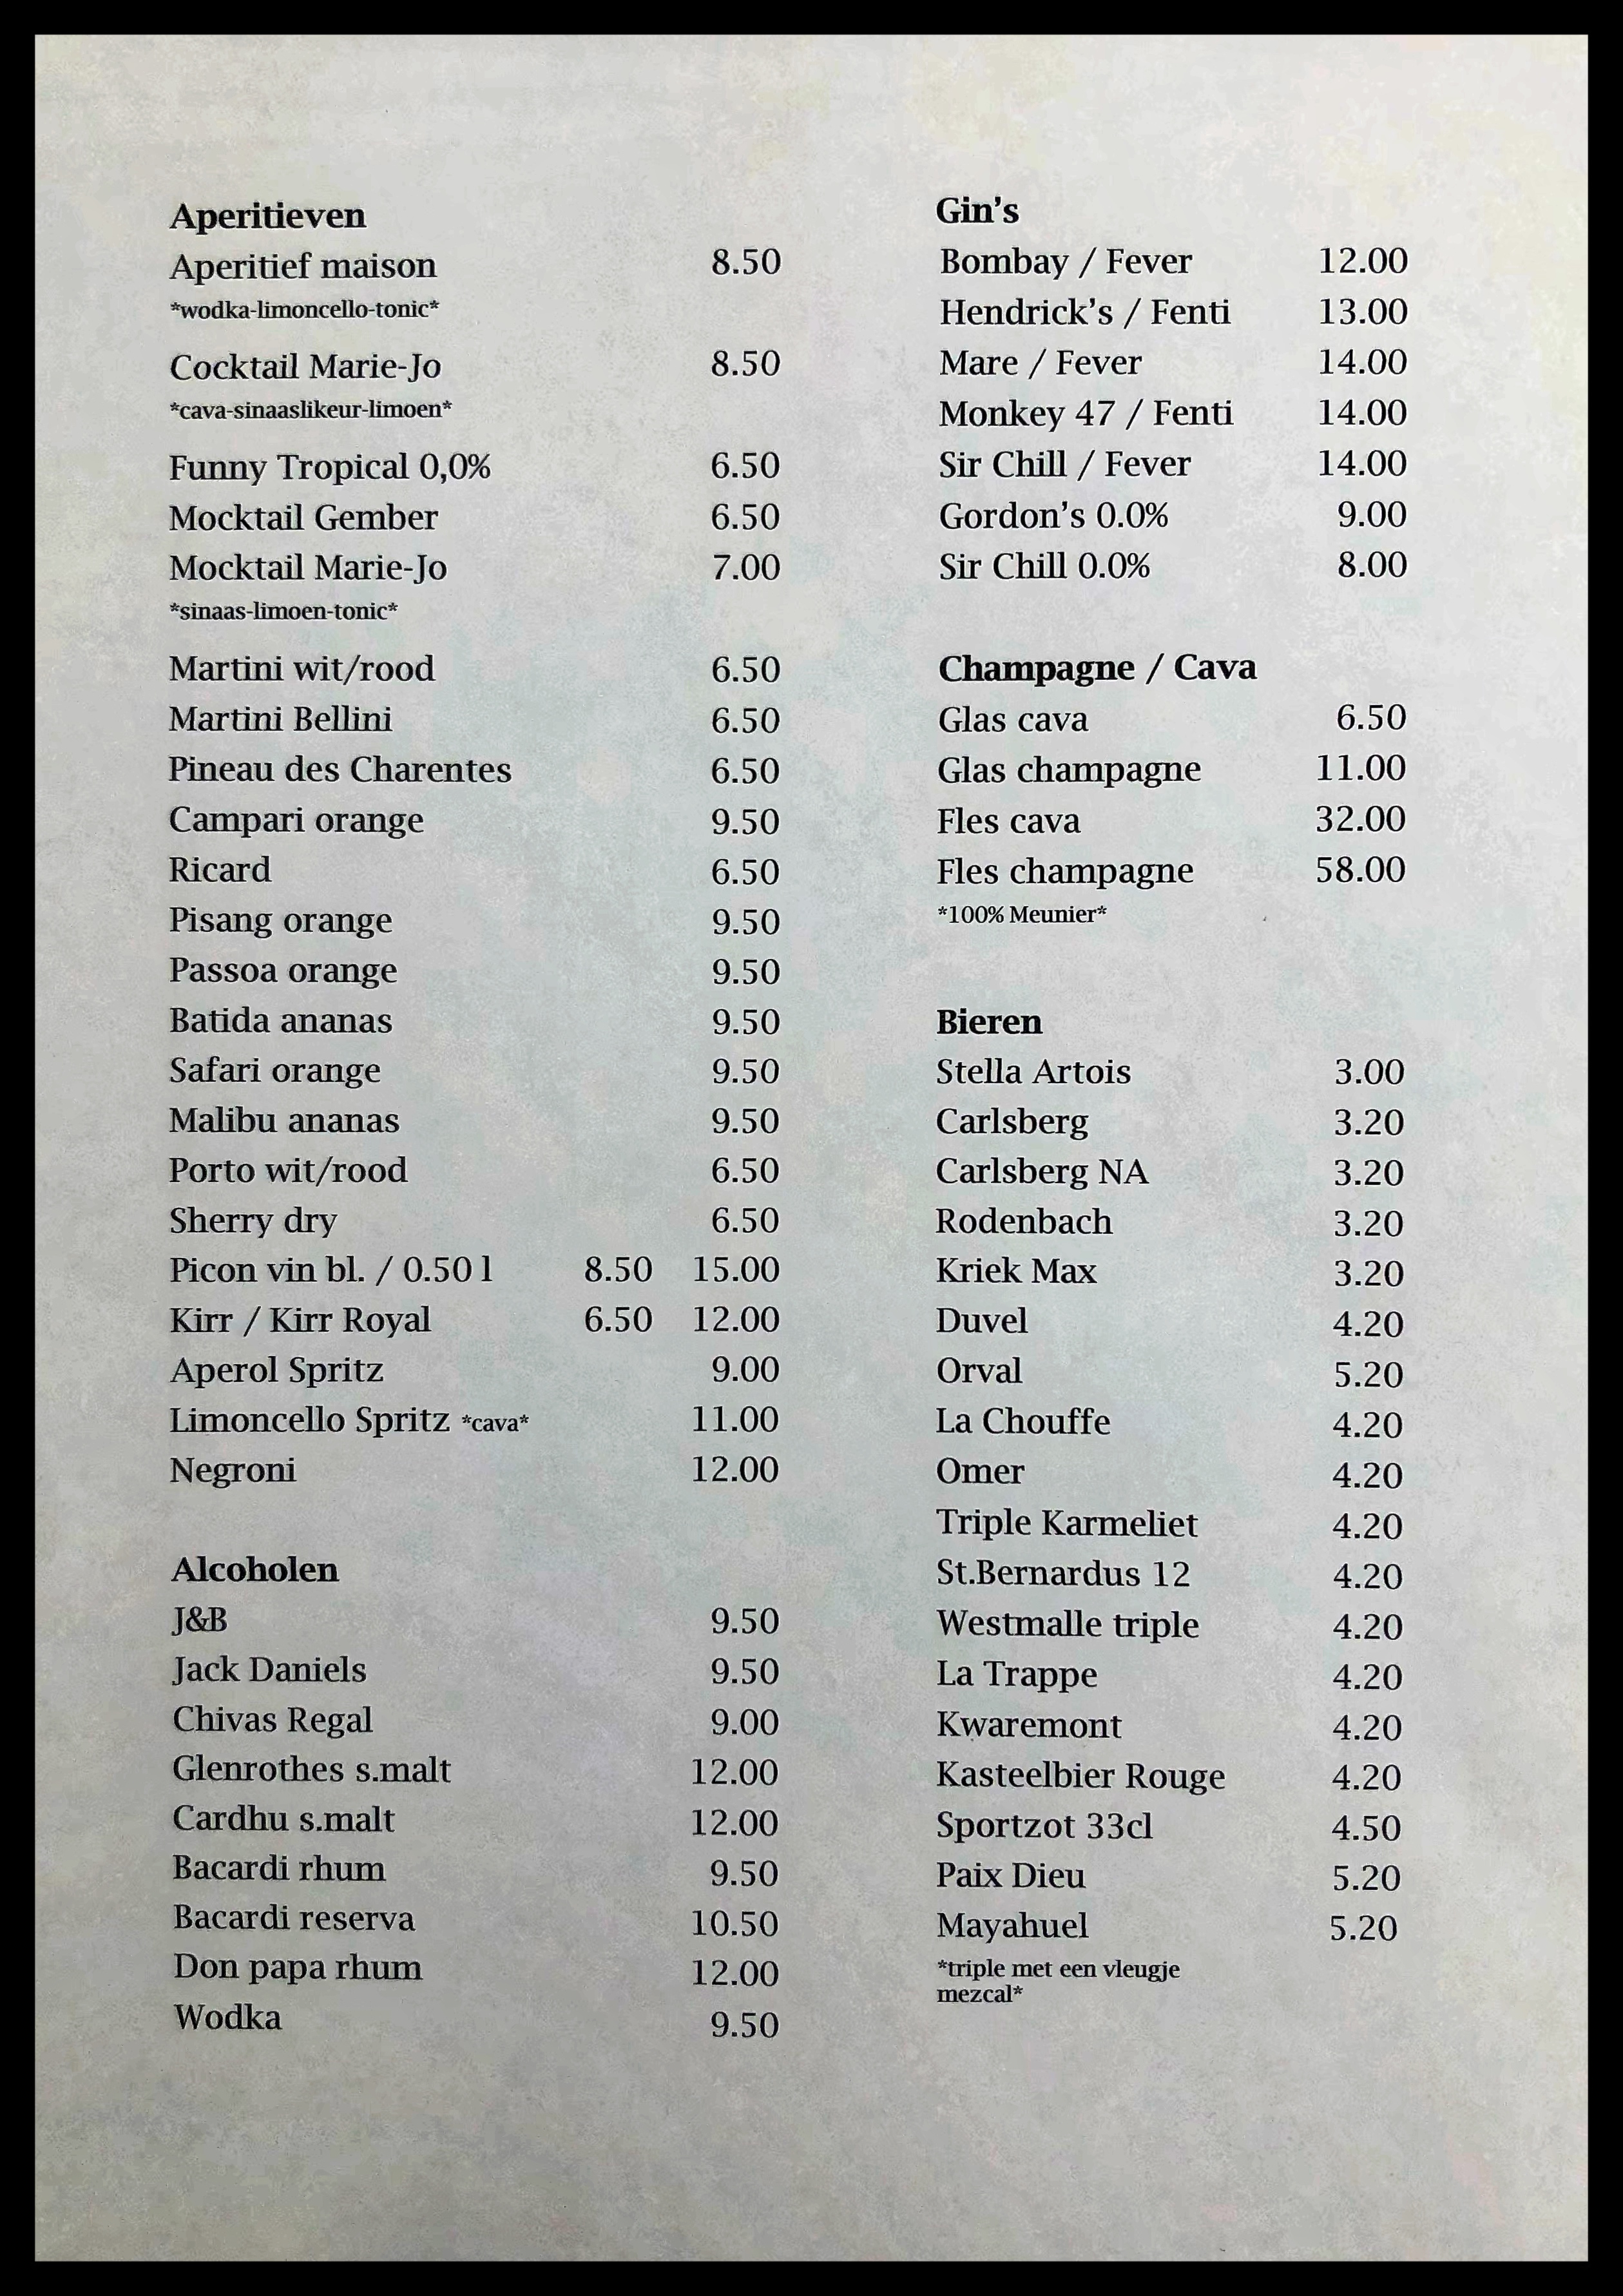 Aperitieven
Aperitief maison 8.50
*wodka-limoncello-tonic*
Cocktail Marie-Jo 8.50
*cava-sinaaslikeur-limoen*
Funny Tropical 0,0% 6.50
Mocktail Gember 6.50
Mocktail Marie-Jo 7.00
*sinaas-limoen-tonic*
Martini wit/rood 6.50
Martini Bellini 6.50
Pineau des Charentes 6.50
Campari orange 9.50
Ricard 6.50
Pisang orange 9.50
Passoa orange 9.50
Batida ananas 9.50
Safari orange 9.50
Malibu ananas 9.50
Porto wit/rood 6.50
Sherry dry 6.50
Picon vin bl. / 0.50 l 8.50 15.00
Kirr / Kirr Royal 6.50 12.00
Aperol Spritz 9.00
Limoncello Spritz *cava* 11.00
Negroni 12.00
Alcoholen
J&B 9.50
Jack Daniels 9.50
Chivas Regal 9.00
Glenrothes s.malt 12.00
Cardhu s.malt 12.00
Bacardi rhum 9.50
Bacardi reserva 10.50
Don papa rhum 12.00
Wodka 9.50
Gin's
Bombay / Fever 12.00
Hendrick's / Fenti 13.00
Mare / Fever 14.00
Monkey 47 / Fenti 14.00
Sir Chill / Fever 14.00
Gordon's 0.0% 9.00
Sir Chill 0.0% 8.00
Champagne / Cava
Glas cava 6.50
Glas champagne 11.00
Fles cava 32.00
Fles champagne 58.00
*100% Meunier*
Bieren
Stella Artois 3.00
Carlsberg 3.20
Carlsberg NA 3.20
Rodenbach 3.20
Kriek Max 3.20
Duvel 4.20
Orval 5.20
La Chouffe 4.20
Omer 4.20
Triple Karmeliet 4.20
St.Bernardus 12 4.20
Westmalle triple 4.20
La Trappe 4.20
Kwaremont 4.20
Kasteelbier Rouge 4.20
Sportzot 33cl 4.50
Paix Dieu 5.20
Mayahuel 5.20
*triple met een vleugje
mezcal*